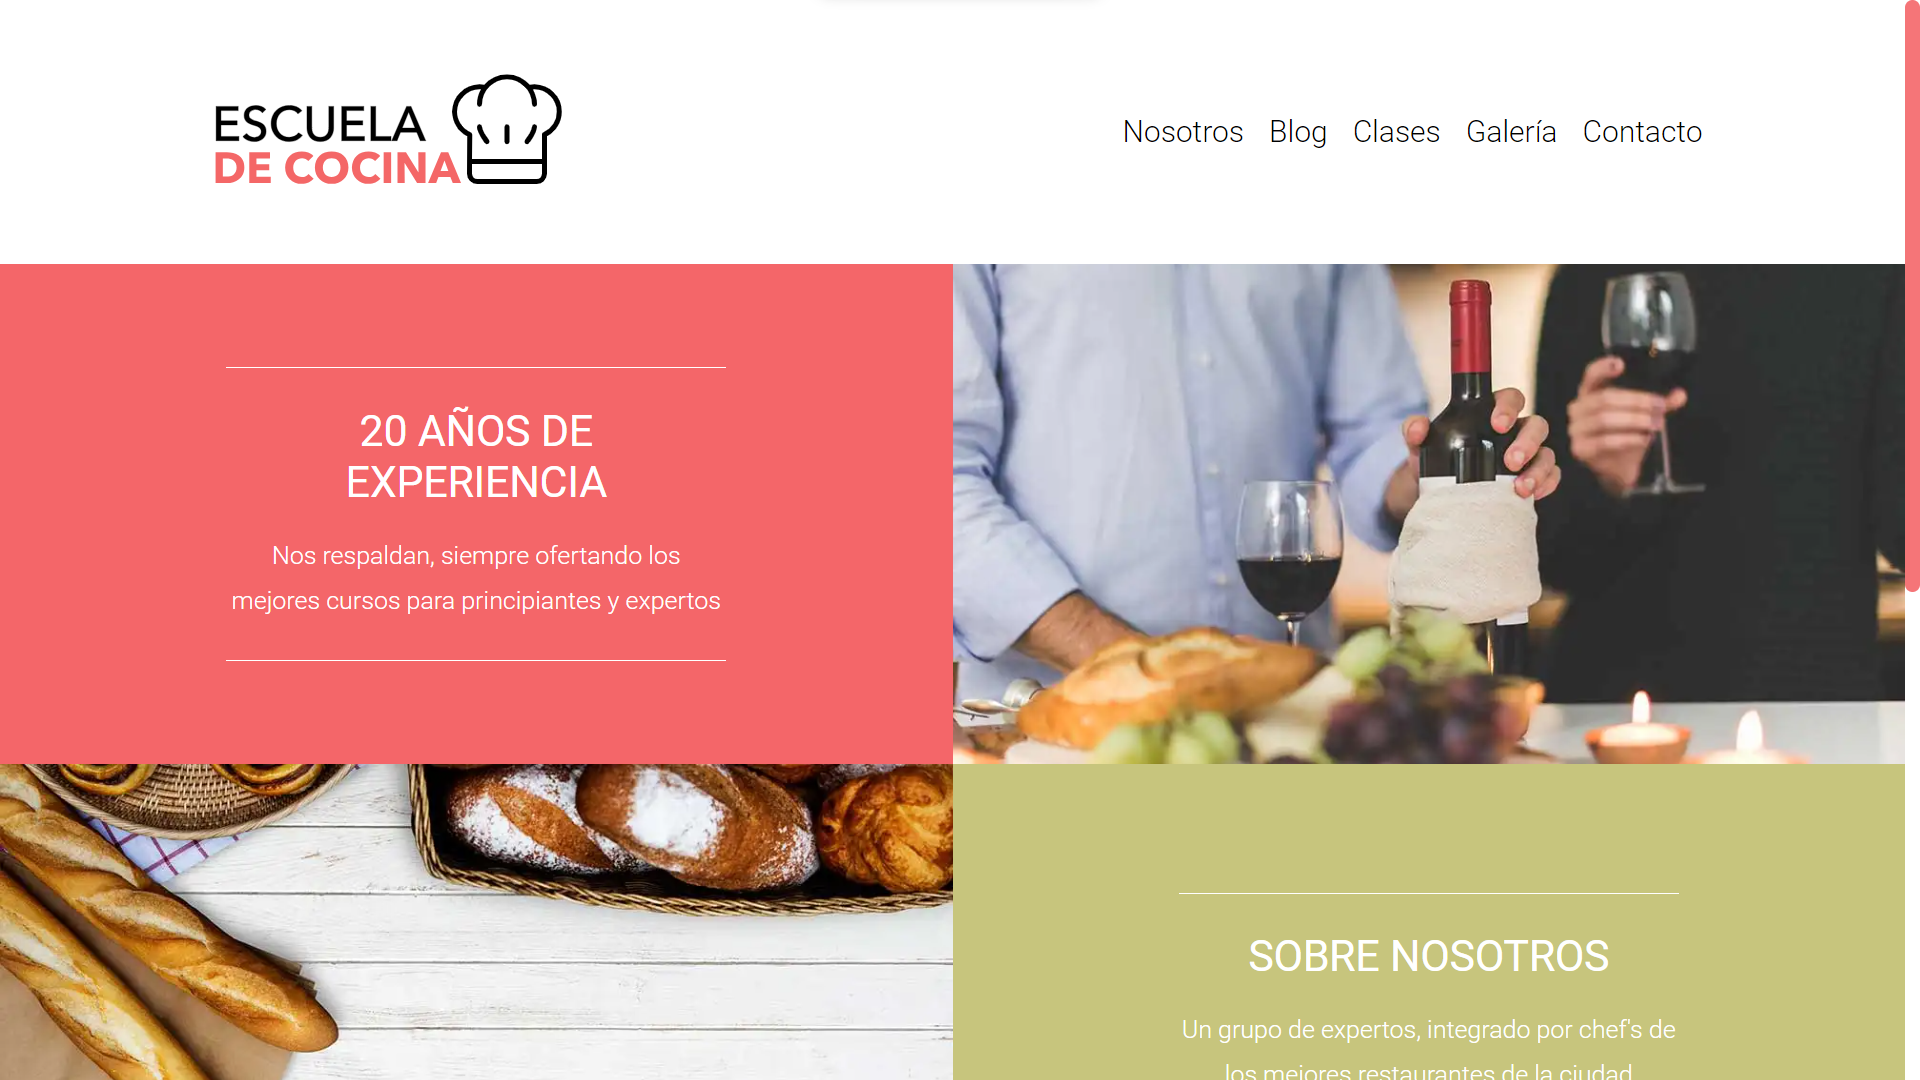 ESCUELA
DE COCINA
Nosotros Blog Clases Galería Contacto
20 AÑOS DE
EXPERIENCIA
Nos respaldan, siempre ofertando los
mejores cursos para principiantes y expertos
SOBRE NOSOTROS
Un grupo de expertos, integrado por chef's de
los mejores restaurantes de la ciudad